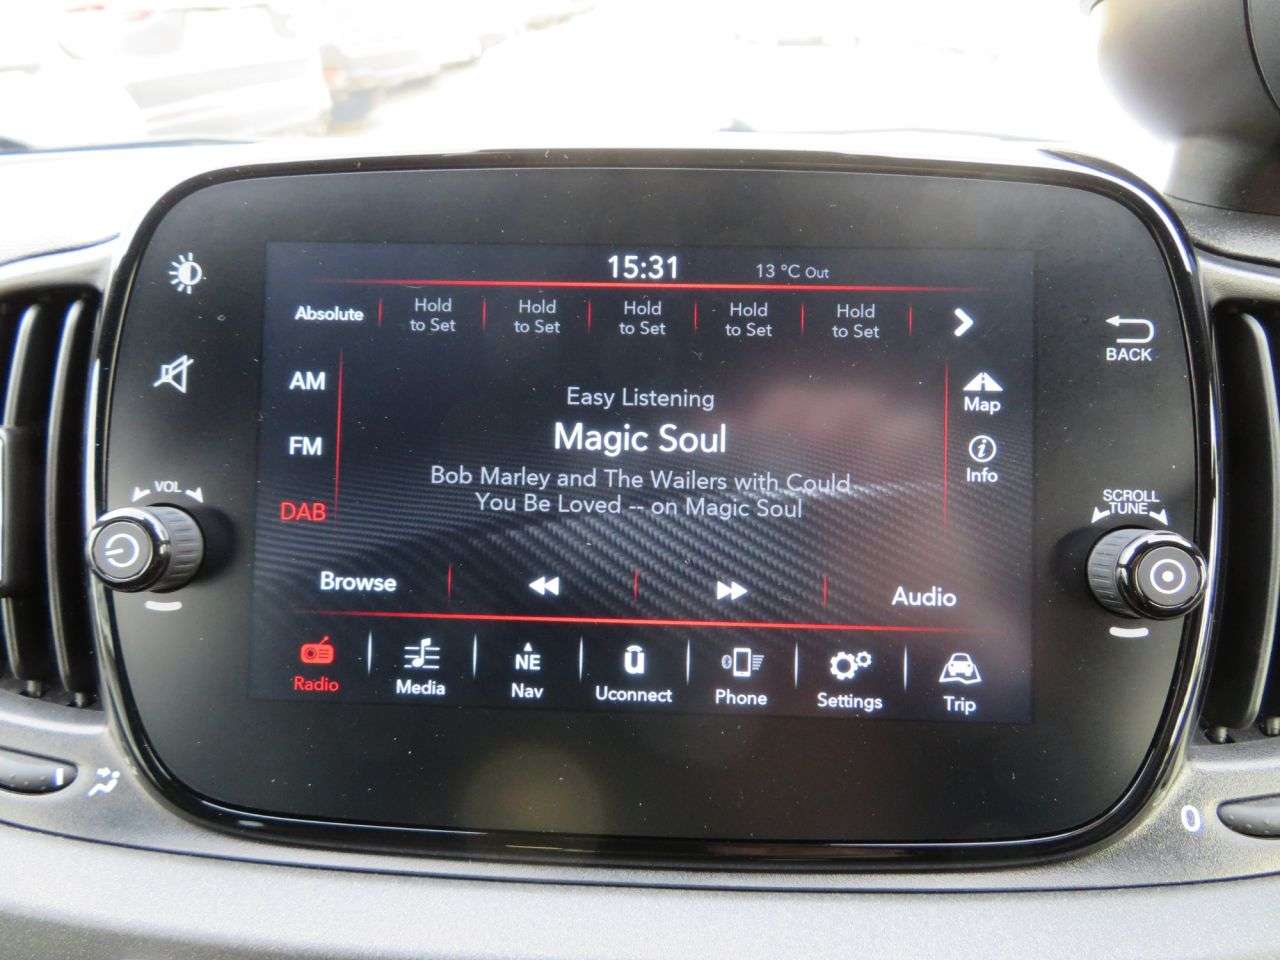 15:31 13 °C Out
Absolute Hold Hold Hold Hold Hold
to Set to Set to Set to Set to Set
AM
FM
DAB
Easy Listening
Magic Soul
Bob Marley and The Wailers with Could
You Be Loved -- on Magic Soul
Map
Info
Browse
Audio
Radio
Media
NE
Nav
Uconnect
Phone
Settings
Trip
VOL
BACK
SCROLL
TUNE
0